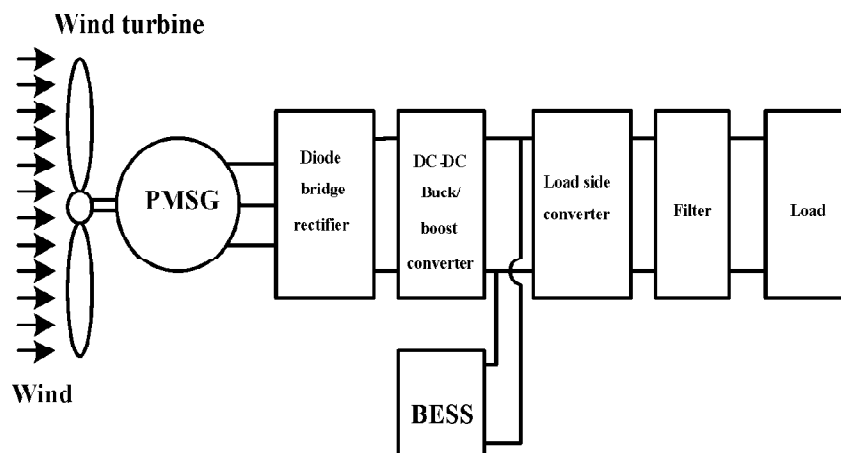 Wind turbine
PMSG
Diode
bridge
rectifier
DC-DC
Buck/
boost
converter
Load side
converter
Filter
Load
BESS
Wind